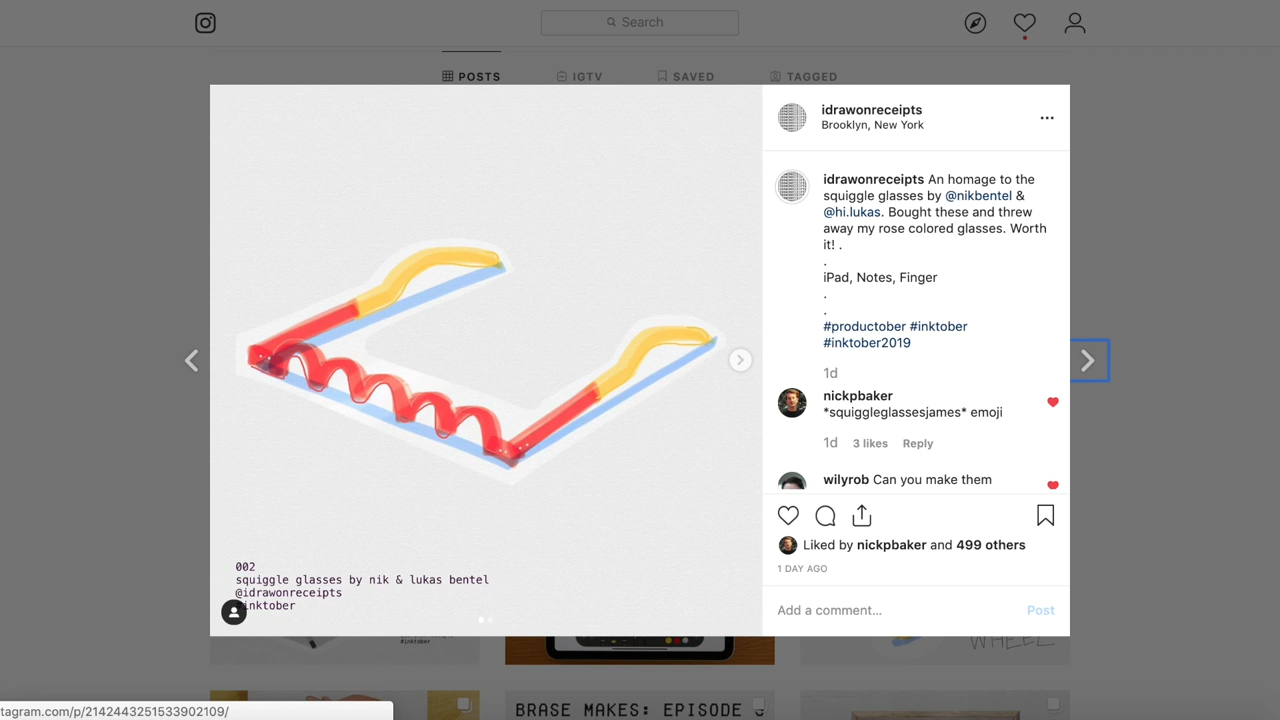 Search
POSTS
IGTV
SAVED
TAGGED
idrawonreceipts
Brooklyn, New York
idrawonreceipts An homage to the
squiggle glasses by @nikbentel &
@hi.lukas. Bought these and threw
away my rose colored glasses. Worth
it! .
.
iPad, Notes, Finger
.
.
#productober #inktober
#inktober2019
1d
nickpbaker
*squiggleglassesjames* emoji
1d 3 likes Reply
wilyrob Can you make them
Liked by nickpbaker and 499 others
1 DAY AGO
Add a comment...
Post
002
squiggle glasses by nik & lukas bentel
@idrawonreceipts
#inktober
#inktober
WHEEL
BRASE MAKES: EPISODE
tagram.com/p/2142443251533902109/